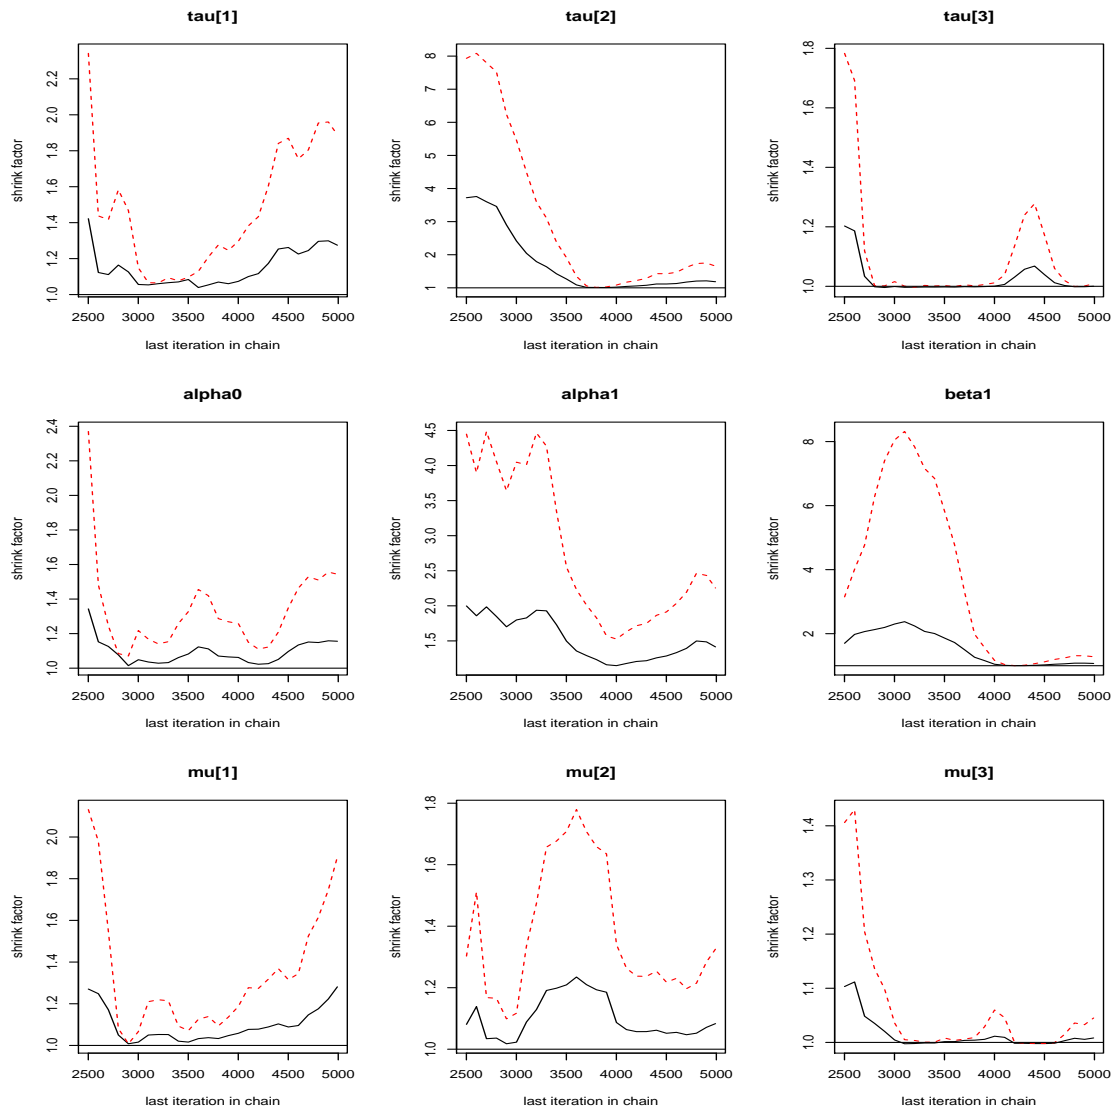 tau[1]
shrink factor
1.0 1.2 1.4 1.6 1.8 2.0 2.2
2500 3000 3500 4000 4500 5000
last iteration in chain
tau[2]
shrink factor
1 2 3 4 5 6 7 8
2500 3000 3500 4000 4500 5000
last iteration in chain
tau[3]
shrink factor
1.0 1.2 1.4 1.6 1.8
2500 3000 3500 4000 4500 5000
last iteration in chain
alpha0
shrink factor
1.0 1.2 1.4 1.6 1.8 2.0 2.2 2.4
2500 3000 3500 4000 4500 5000
last iteration in chain
alpha1
shrink factor
1.5 2.0 2.5 3.0 3.5 4.0 4.5
2500 3000 3500 4000 4500 5000
last iteration in chain
beta1
shrink factor
2 4 6 8
2500 3000 3500 4000 4500 5000
last iteration in chain
mu[1]
shrink factor
1.0 1.2 1.4 1.6 1.8 2.0
2500 3000 3500 4000 4500 5000
last iteration in chain
mu[2]
shrink factor
1.0 1.2 1.4 1.6 1.8
2500 3000 3500 4000 4500 5000
last iteration in chain
mu[3]
shrink factor
1.0 1.1 1.2 1.3 1.4
2500 3000 3500 4000 4500 5000
last iteration in chain